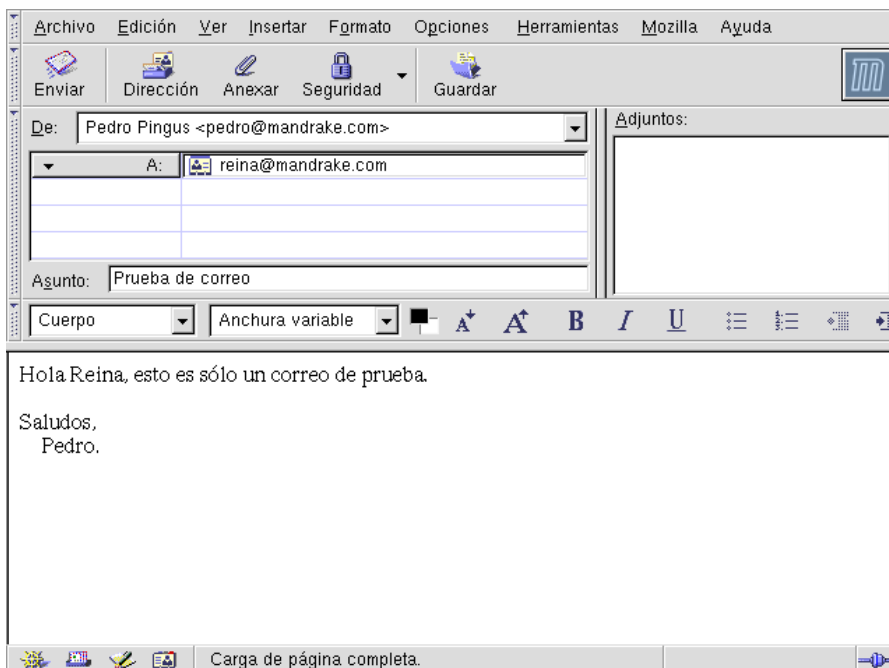 Archivo Edición Ver Insertar Formato Opciones Herramientas Mozilla Ayuda
Enviar Dirección Anexar Seguridad Guardar
De: Pedro Pingus <pedro@mandrake.com>
Adjuntos:
A: reina@mandrake.com
Asunto: Prueba de correo
Cuerpo Anchura variable A A B I U
Hola Reina, esto es sólo un correo de prueba.
Saludos,
Pedro.
Carga de página completa.